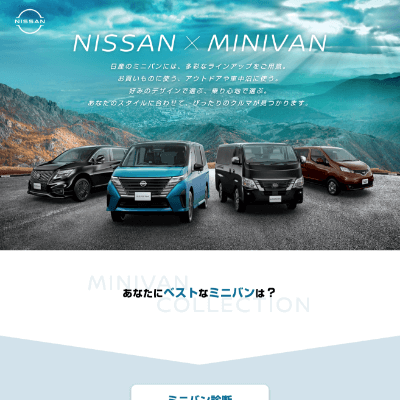 NISSAN
NISSAN × MINIVAN
日産のミニバンには、多彩なラインアップをご用意。
お買いものに使う、アウトドアや車中泊に使う。
好みのデザインで選ぶ、乗り心地で選ぶ。
あなたのスタイルに合わせて、ぴったりのクルマが見つかります。
MINIVAN
あなたにベストなミニバンは？
COLLECTION
ミニバン診断